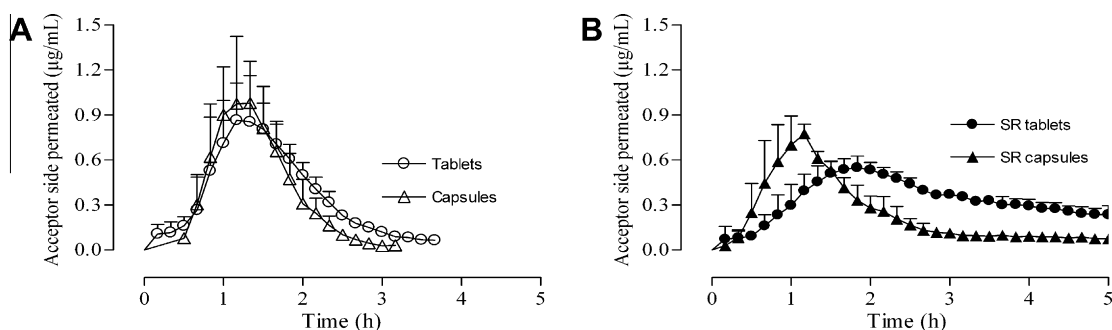 A
Acceptor side permeated (µg/mL)
1.5
1.2
0.9
0.6
0.3
0.0
Tablets
Capsules
0 1 2 3 4 5
Time (h)
B
Acceptor side permeated (µg/mL)
1.5
1.2
0.9
0.6
0.3
0.0
SR tablets
SR capsules
0 1 2 3 4 5
Time (h)